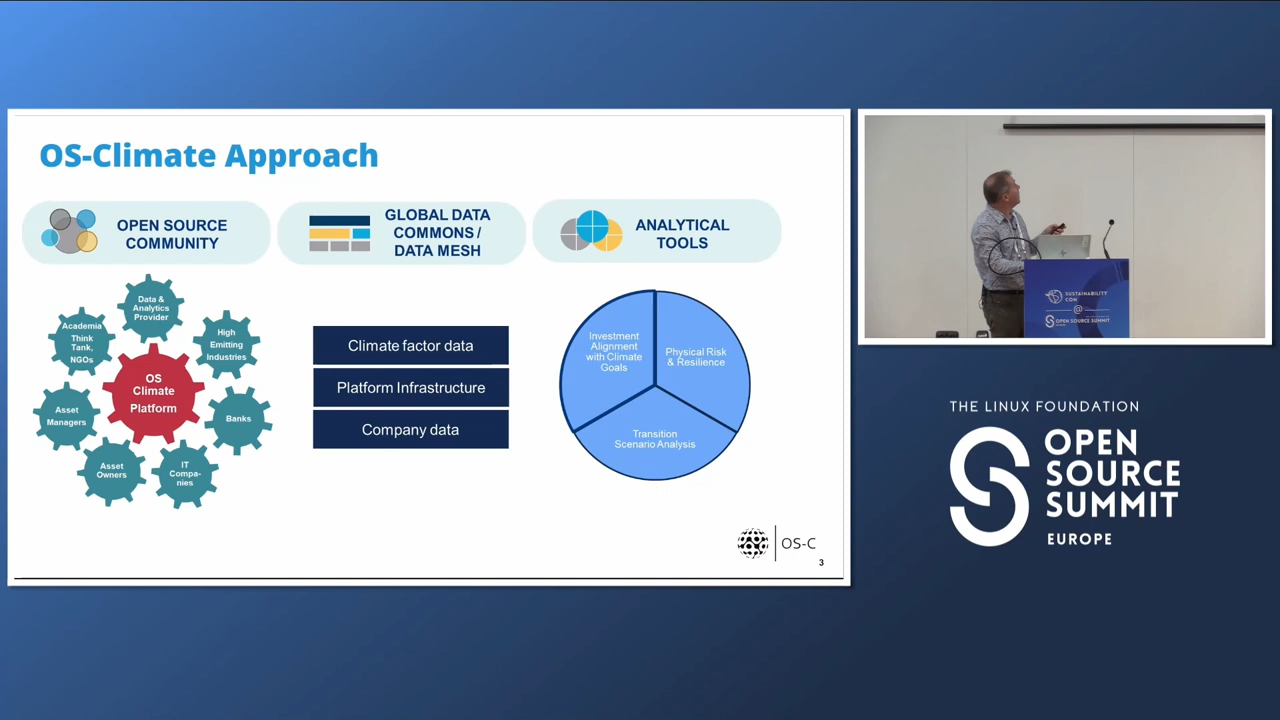 OS-Climate Approach
OPEN SOURCE
COMMUNITY
GLOBAL DATA
COMMONS /
DATA MESH
ANALYTICAL
TOOLS
Data &
Analytics
Provider
Academia
Think
Tank,
NGOs
High
Emitting
Industries
OS
Climate
Platform
Asset
Managers
Banks
Asset
Owners
IT
Compa-
nies
Climate factor data
Platform Infrastructure
Company data
Investment
Alignment
with Climate
Goals
Physical Risk
& Resilience
Transition
Scenario Analysis
OS-C
3
SUSTAINABILITY
CON
@
OPEN SOURCE SUMMIT
THE LINUX FOUNDATION
OPEN
SOURCE
SUMMIT
EUROPE